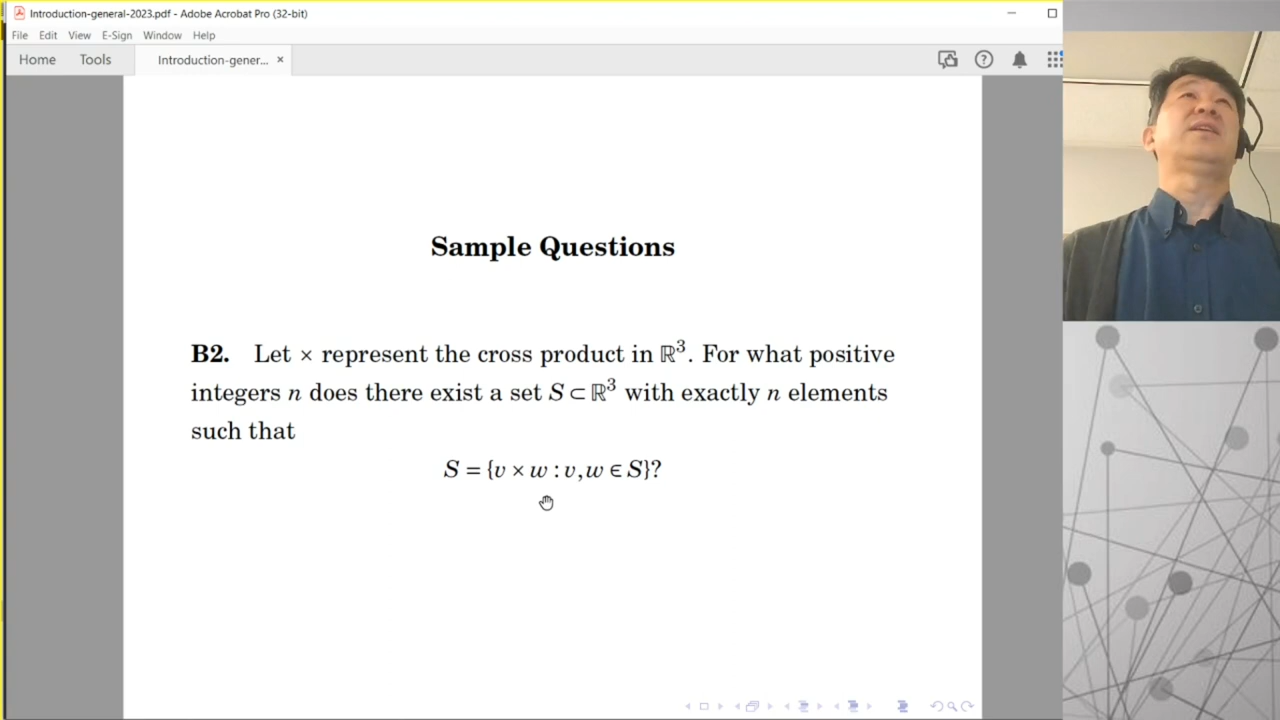 Introduction-general-2023.pdf - Adobe Acrobat Pro (32-bit)
File Edit View E-Sign Window Help
Home Tools Introduction-gener... ×
Sample Questions
B2. Let × represent the cross product in ℝ³. For what positive
integers n does there exist a set S ⊂ ℝ³ with exactly n elements
such that
S = {v × w : v, w ∈ S}?